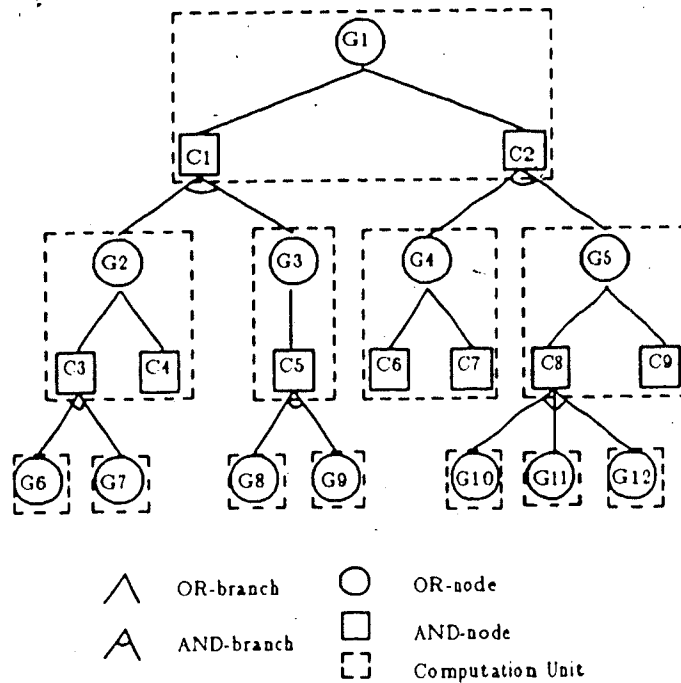 G1
C1 C2
G2 G3 G4 G5
C3 C4 C5 C6 C7 C8 C9
G6 G7 G8 G9 G10 G11 G12
OR-branch OR-node
AND-branch AND-node
Computation Unit